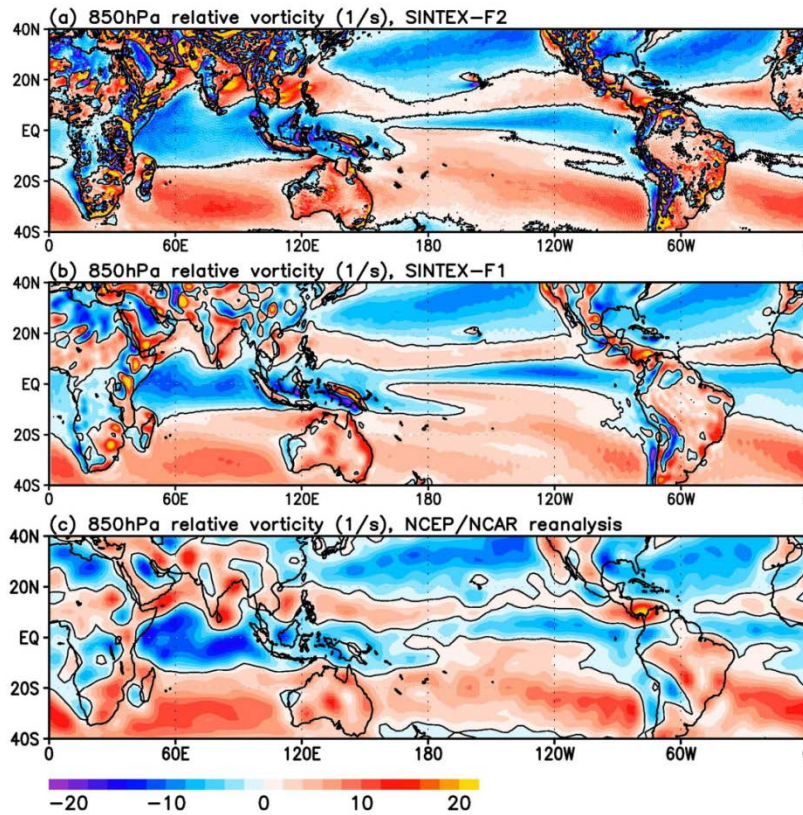 (a) 850hPa relative vorticity (1/s), SINTEX-F2
40N
20N
EQ
20S
40S
0 60E 120E 180 120W 60W
(b) 850hPa relative vorticity (1/s), SINTEX-F1
40N
20N
EQ
20S
40S
0 60E 120E 180 120W 60W
(c) 850hPa relative vorticity (1/s), NCEP/NCAR reanalysis
40N
20N
EQ
20S
40S
0 60E 120E 180 120W 60W
-20 -10 0 10 20